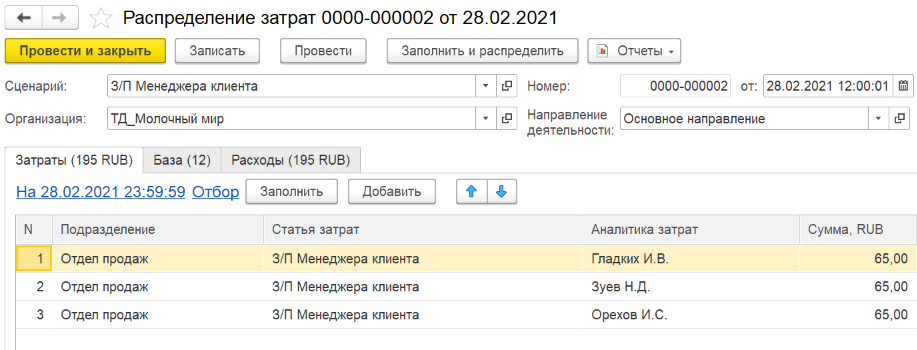 Распределение затрат 0000-000002 от 28.02.2021
Провести и закрыть Записать Провести Заполнить и распределить Отчеты
Сценарий: З/П Менеджера клиента Номер: 0000-000002 от: 28.02.2021 12:00:01
Организация: ТД_Молочный мир Направление деятельности: Основное направление
Затраты (195 RUB) База (12) Расходы (195 RUB)
На 28.02.2021 23:59:59 Отбор Заполнить Добавить
N Подразделение Статья затрат Аналитика затрат Сумма, RUB
1 Отдел продаж З/П Менеджера клиента Гладких И.В. 65,00
2 Отдел продаж З/П Менеджера клиента Зуев Н.Д. 65,00
3 Отдел продаж З/П Менеджера клиента Орехов И.С. 65,00